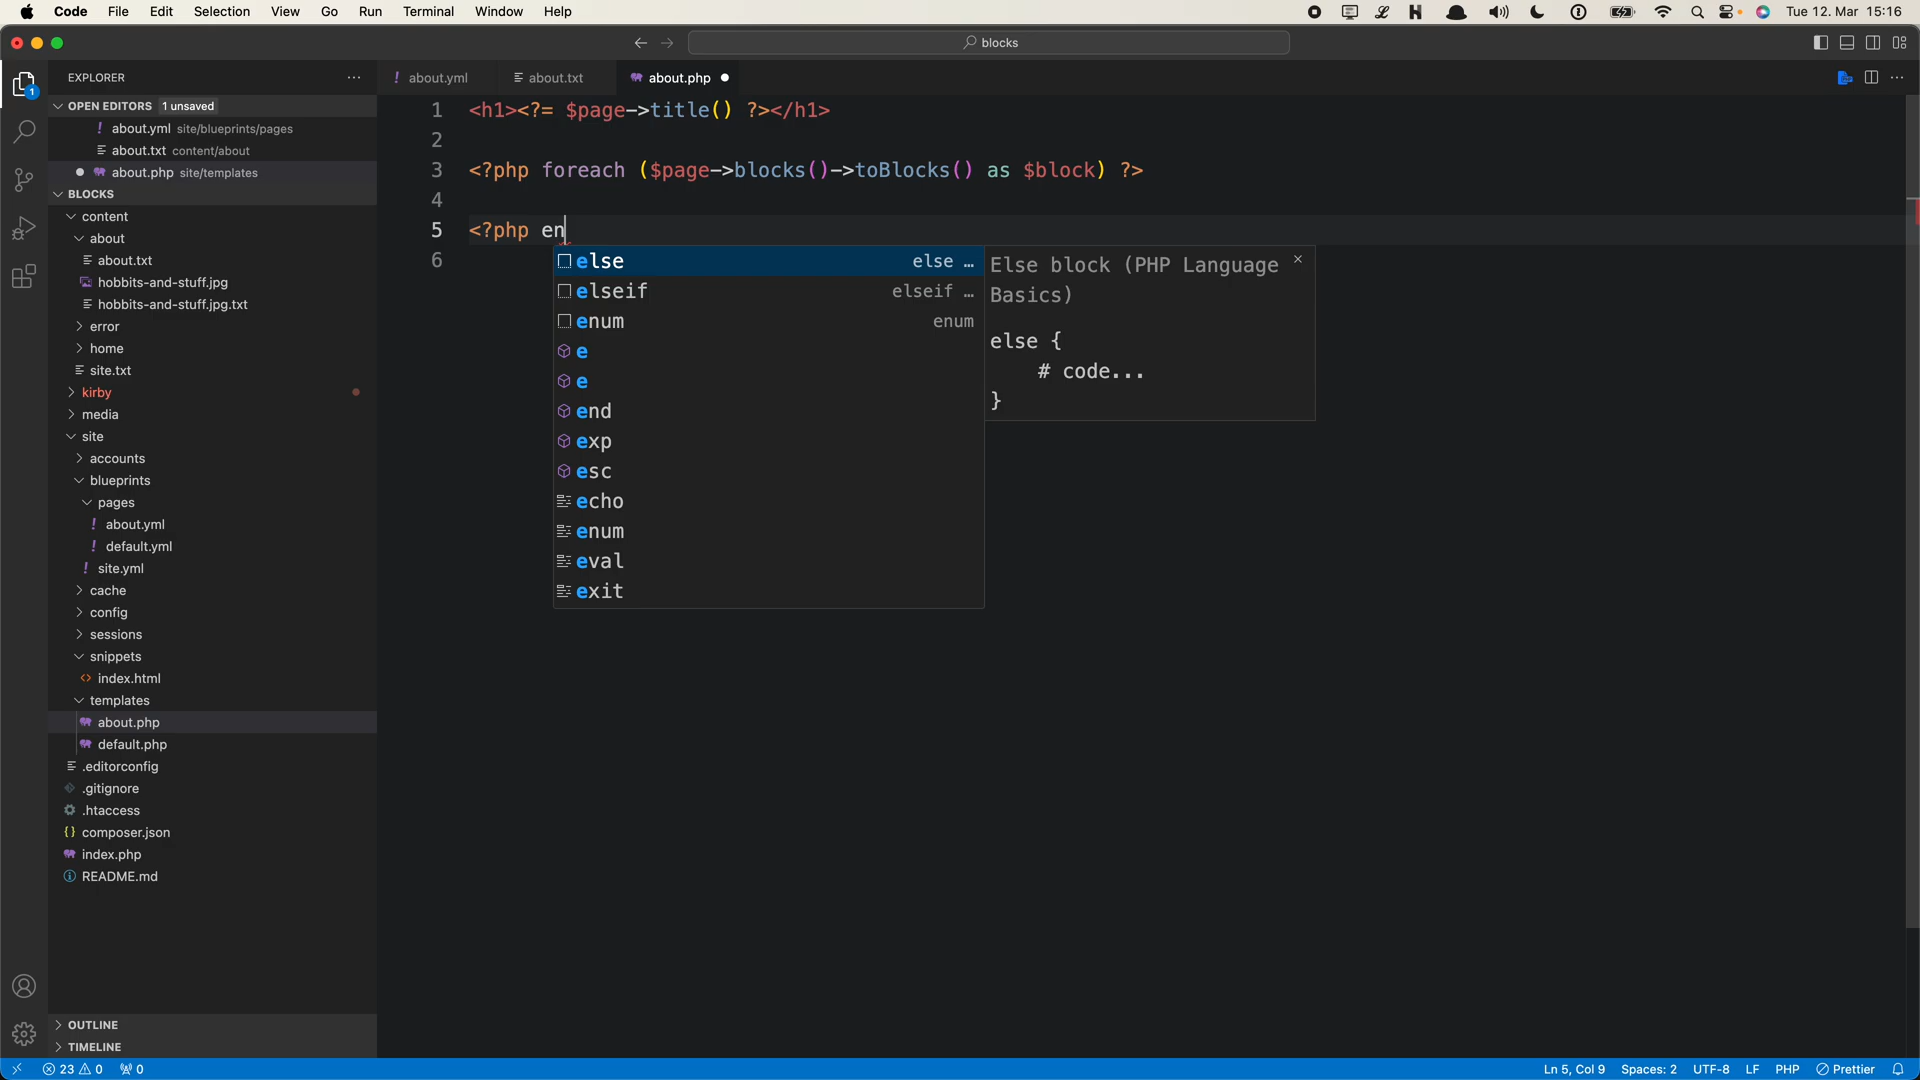 Code File Edit Selection View Go Run Terminal Window Help Tue 12. Mar 15:16
blocks
EXPLORER
OPEN EDITORS 1 unsaved
about.yml site/blueprints/pages
about.txt content/about
about.php site/templates
BLOCKS
content
about
about.txt
hobbits-and-stuff.jpg
hobbits-and-stuff.jpg.txt
error
home
site.txt
kirby
media
site
accounts
blueprints
pages
about.yml
default.yml
site.yml
cache
config
sessions
snippets
index.html
templates
about.php
default.php
.editorconfig
.gitignore
.htaccess
composer.json
index.php
README.md
OUTLINE
TIMELINE
about.yml about.txt about.php
1 <h1><?= $page->title() ?></h1>
2
3 <?php foreach ($page->blocks()->toBlocks() as $block) ?>
4
5 <?php en
6
else else …
elseif elseif …
enum enum
e
e
end
exp
esc
echo
enum
eval
exit
Else block (PHP Language
Basics)
else {
# code...
}
23 0 0 Ln 5, Col 9 Spaces: 2 UTF-8 LF PHP Prettier